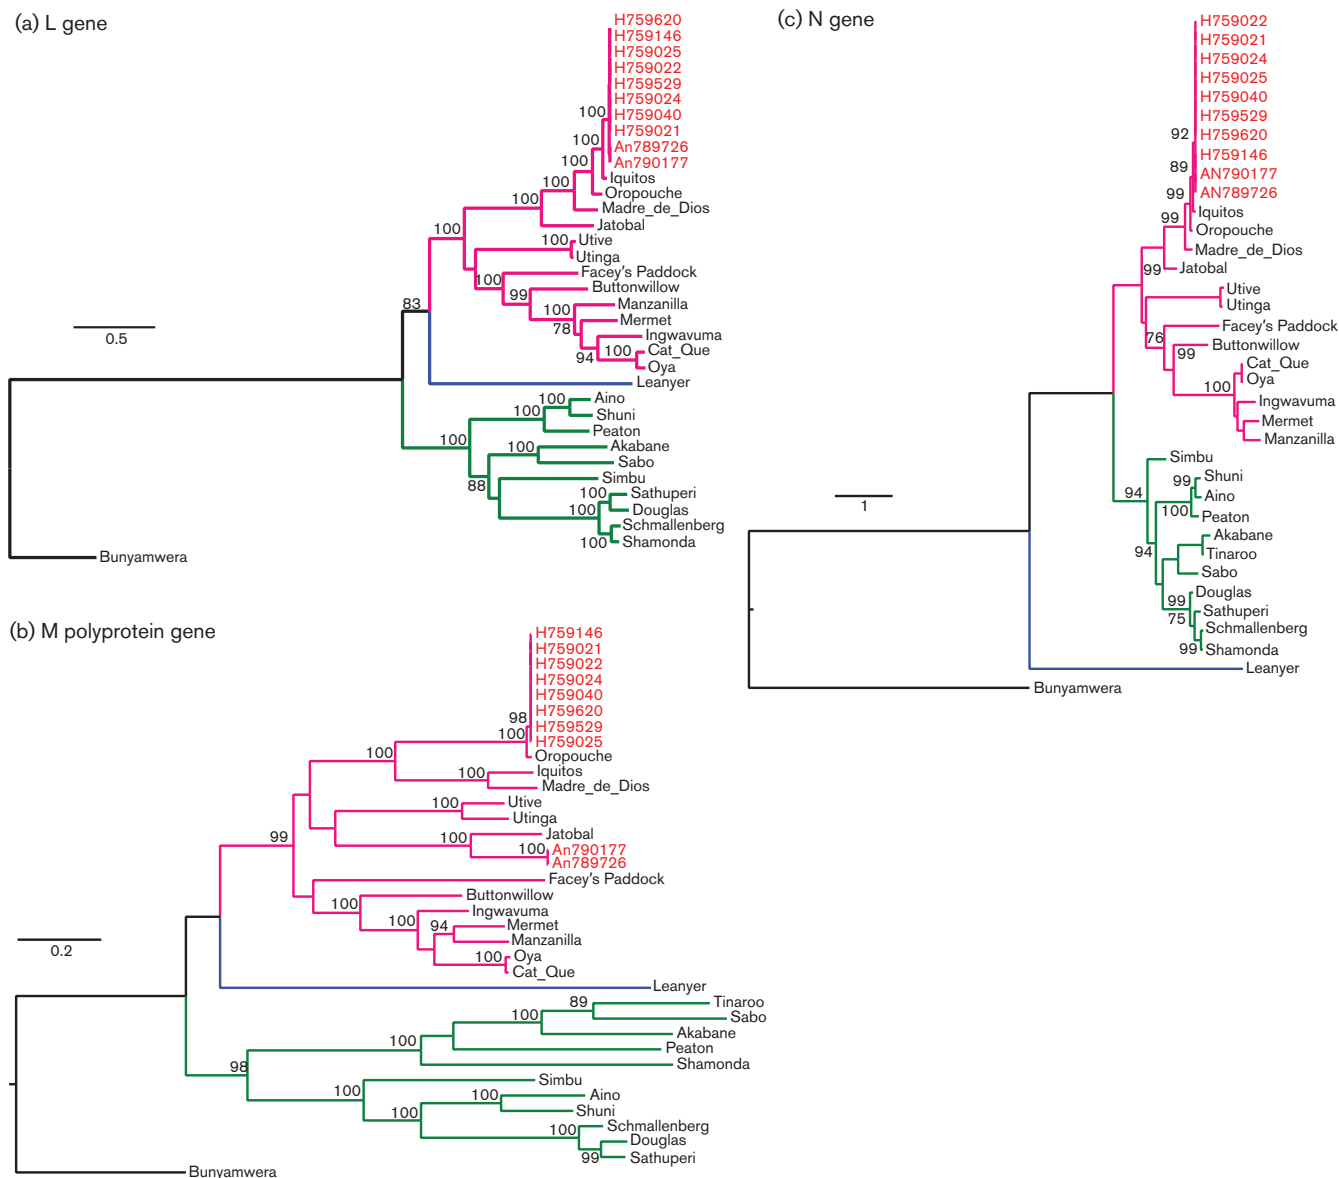 (a) L gene
H759620
H759146
H759025
H759022
H759529
H759024
100
H759040
H759021
100
An789726
100
An790177
Iquitos
100
Oropouche
100
Madre_de_Dios
100
Jatobal
100
Utive
Utinga
100
Facey's Paddock
99
Buttonwillow
83
100
Manzanilla
78
Mermet
Ingwavuma
94
100
Cat_Que
Oya
0.5
Leanyer
100
Aino
100
Shuni
Peaton
100
100
Akabane
Sabo
88
Simbu
100
Sathuperi
100
Douglas
Schmallenberg
100
Shamonda
Bunyamwera
(b) M polyprotein gene
H759146
H759021
H759022
H759024
H759040
H759620
98
H759529
100
H759025
100
Oropouche
100
Iquitos
Madre_de_Dios
100
Utive
Utinga
99
100
Jatobal
100
An790177
An789726
Facey's Paddock
100
Buttonwillow
100
Ingwavuma
94
Mermet
Manzanilla
100
Oya
Cat_Que
0.2
Leanyer
89
Tinaroo
100
Sabo
Akabane
100
Peaton
98
Shamonda
100
Simbu
100
Aino
100
Shuni
100
Schmallenberg
Douglas
99
Sathuperi
Bunyamwera
(c) N gene
H759022
H759021
H759024
H759025
H759040
H759529
92
H759620
H759146
89
AN790177
99
AN789726
Iquitos
99
Oropouche
Madre_de_Dios
99
Jatobal
Utive
Utinga
76
Facey's Paddock
99
Buttonwillow
Cat_Que
100
Oya
Ingwavuma
Mermet
Manzanilla
Simbu
94
99
Shuni
Aino
100
Peaton
1
Akabane
94
Tinaroo
Sabo
99
Douglas
75
Sathuperi
Schmallenberg
99
Shamonda
Leanyer
Bunyamwera